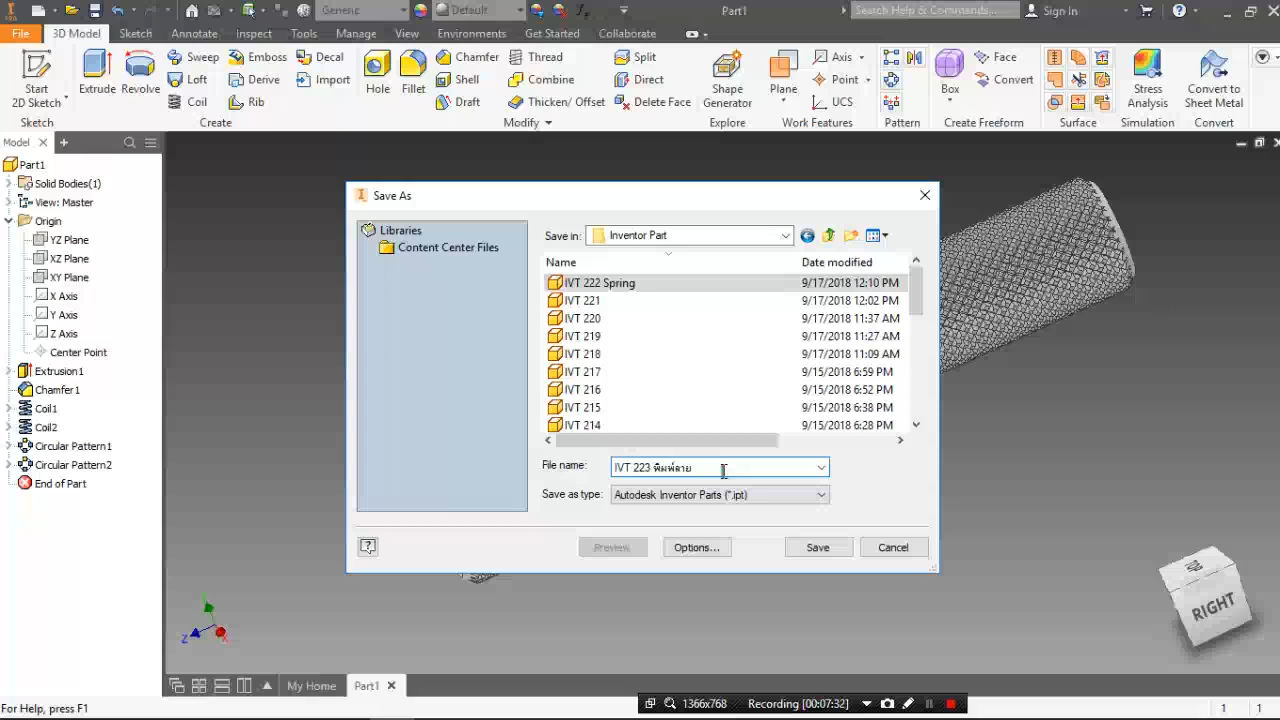 Generic
Default
Part1
Search Help & Commands...
Sign In
File
3D Model
Sketch
Annotate
Inspect
Tools
Manage
View
Environments
Get Started
Collaborate
Start
2D Sketch
Extrude
Revolve
Sweep
Emboss
Decal
Loft
Derive
Import
Coil
Rib
Hole
Fillet
Chamfer
Thread
Split
Shell
Combine
Direct
Draft
Thicken/ Offset
Delete Face
Shape
Generator
Plane
Axis
Point
UCS
Box
Face
Convert
Stress
Analysis
Convert to
Sheet Metal
Sketch
Create
Modify
Explore
Work Features
Pattern
Create Freeform
Surface
Simulation
Convert
Model
Part1
Solid Bodies(1)
View: Master
Origin
YZ Plane
XZ Plane
XY Plane
X Axis
Y Axis
Z Axis
Center Point
Extrusion1
Chamfer1
Coil1
Coil2
Circular Pattern1
Circular Pattern2
End of Part
Save As
Libraries
Content Center Files
Save in: Inventor Part
Name Date modified
IVT 222 Spring 9/17/2018 12:10 PM
IVT 221 9/17/2018 12:02 PM
IVT 220 9/17/2018 11:37 AM
IVT 219 9/17/2018 11:27 AM
IVT 218 9/17/2018 11:09 AM
IVT 217 9/15/2018 6:59 PM
IVT 216 9/15/2018 6:52 PM
IVT 215 9/15/2018 6:38 PM
IVT 214 9/15/2018 6:28 PM
File name: IVT 223 พิมพ์ลาย
Save as type: Autodesk Inventor Parts (*.ipt)
Preview
Options...
Save
Cancel
RIGHT
Y
Z
X
My Home
Part1
For Help, press F1
1366x768
Recording [00:07:32]
1
1